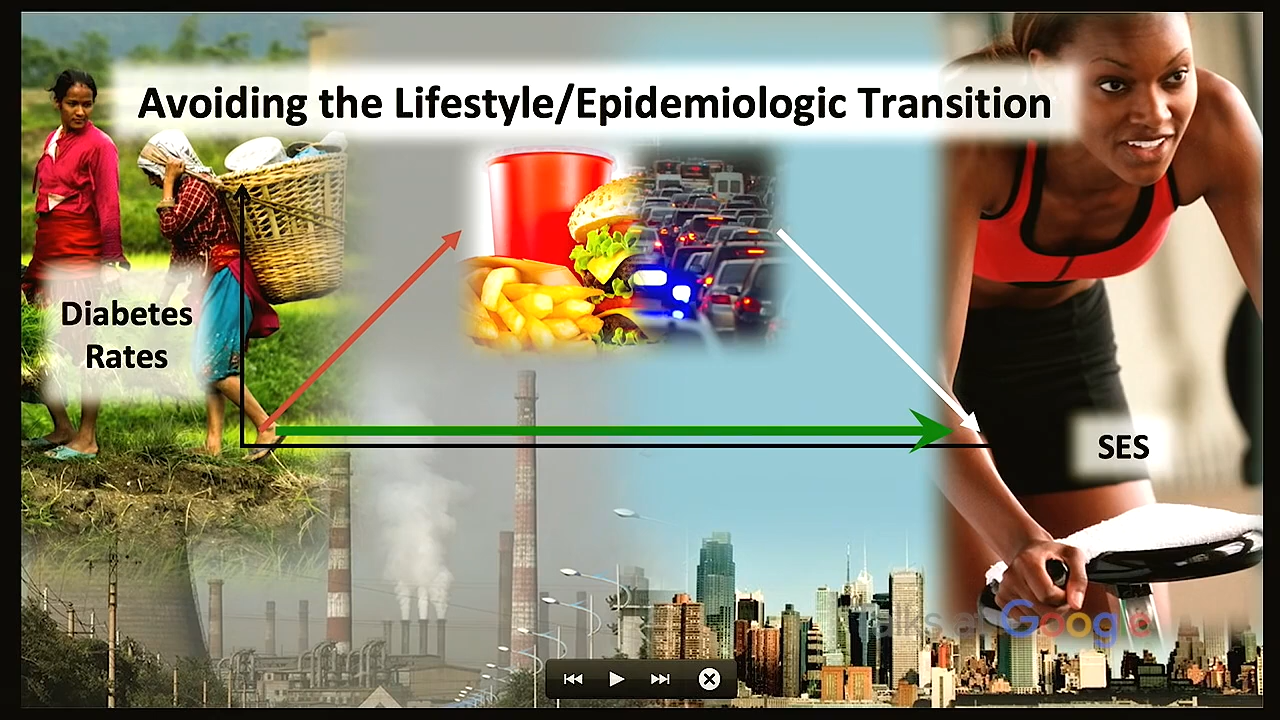 Avoiding the Lifestyle/Epidemiologic Transition
Diabetes
Rates
SES
Talks at Google